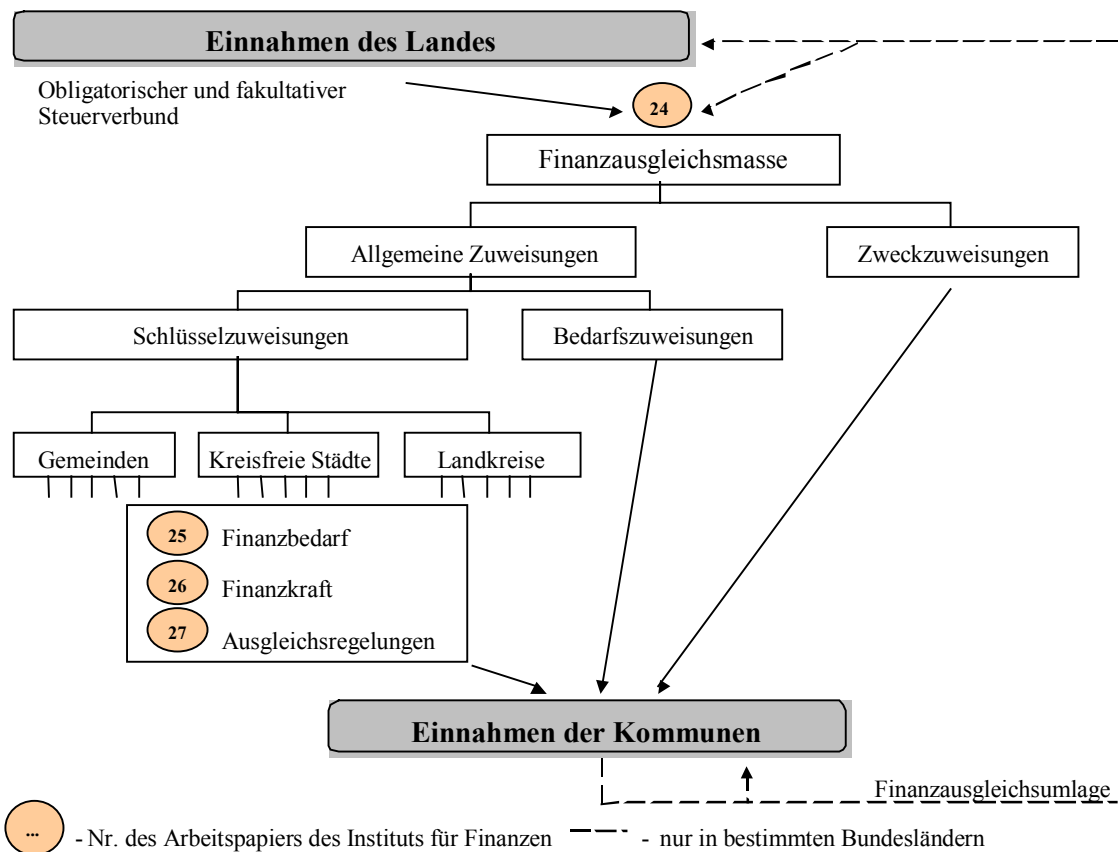 Einnahmen des Landes
Obligatorischer und fakultativer
Steuerverbund
24
Finanzausgleichsmasse
Allgemeine Zuweisungen
Zweckzuweisungen
Schlüsselzuweisungen
Bedarfszuweisungen
Gemeinden
Kreisfreie Städte
Landkreise
25 Finanzbedarf
26 Finanzkraft
27 Ausgleichsregelungen
Einnahmen der Kommunen
Finanzausgleichsumlage
... - Nr. des Arbeitspapiers des Instituts für Finanzen - nur in bestimmten Bundesländern